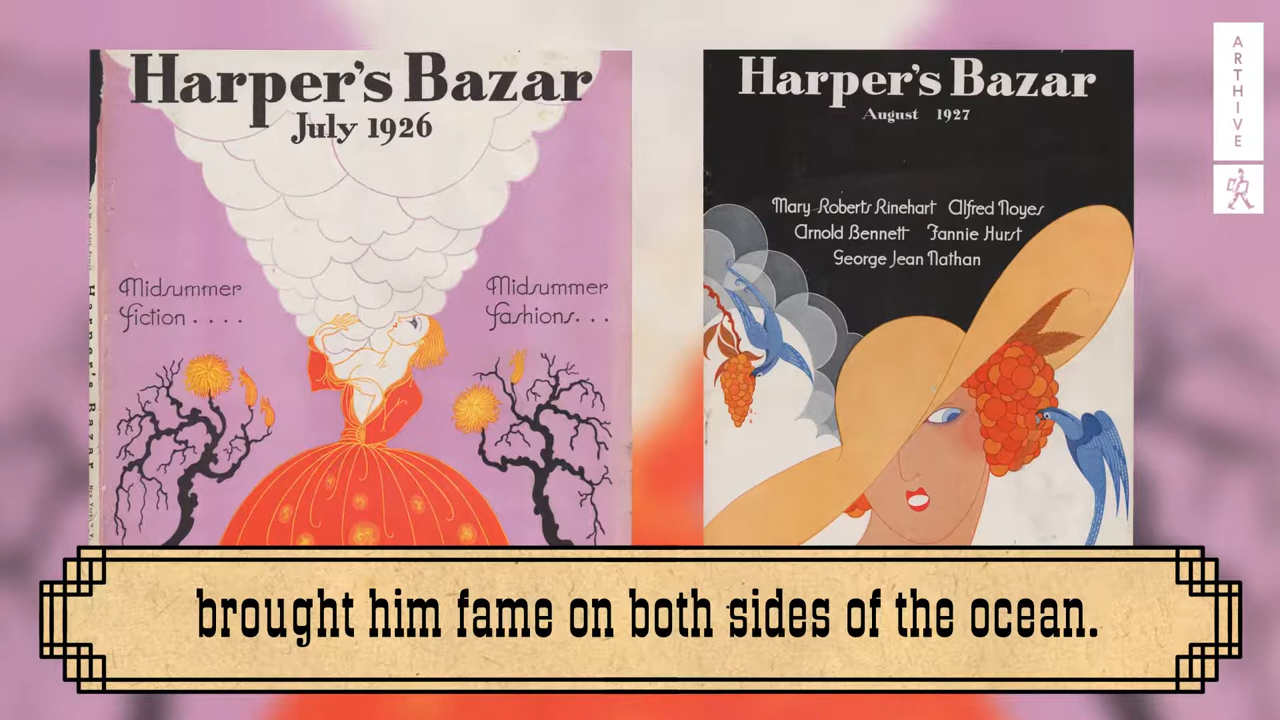 Harper's Bazar
July 1926
Midsummer
fiction . . . .
Midsummer
fashions. . .
Harper's Bazar
August 1927
Mary Roberts Rinehart Alfred Noyes
Arnold Bennett Fannie Hurst
George Jean Nathan
ARTHIVE
brought him fame on both sides of the ocean.